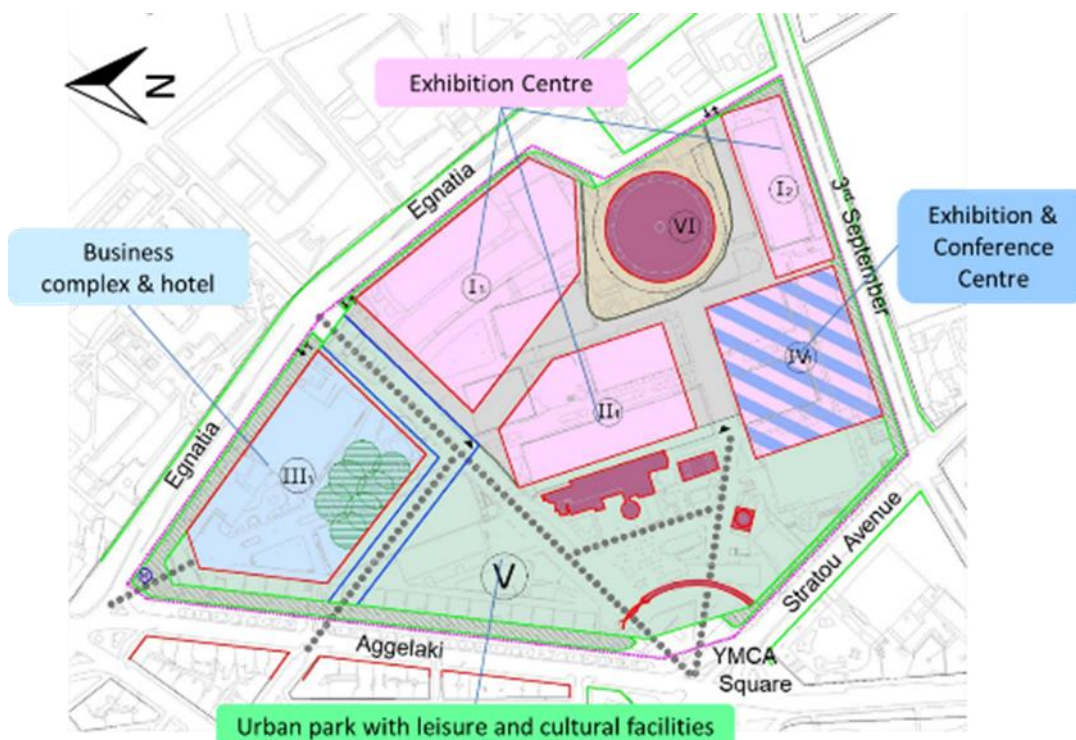 N
Exhibition Centre
Egnatia
3rd September
Exhibition &
Conference
Centre
Business
complex & hotel
I₂
VI
I₁
IV₁
II₁
III₁
Egnatia
V
Stratou Avenue
Aggelaki
YMCA
Square
Urban park with leisure and cultural facilities